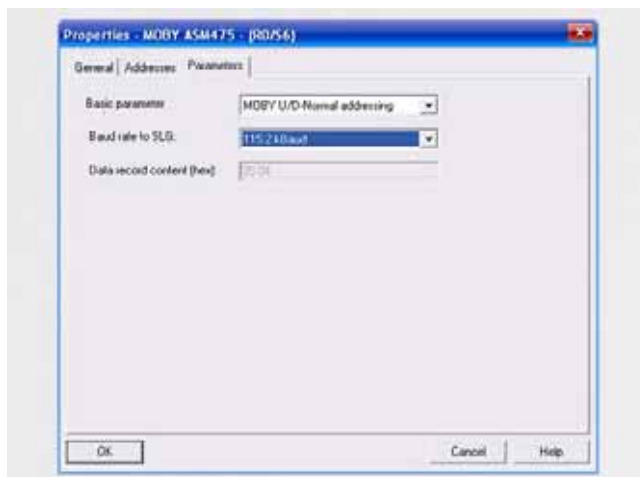 Properties - MOBY ASM475 - (R0/S6)
General Addresses Parameters
Basic parameter MOBY U/D-Normal addressing
Baud rate to SLG: 115.2 kBaud
Data record content (hex)
OK Cancel Help